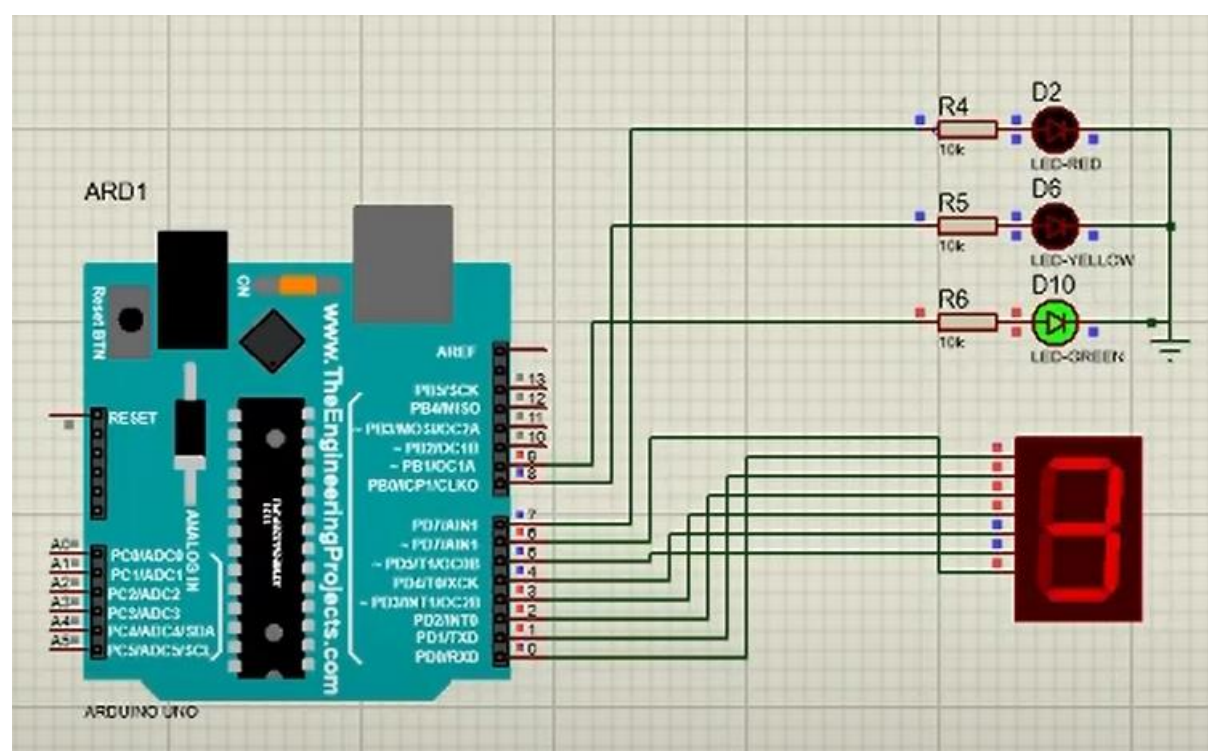 ARD1
R4
10k
D2
LED-RED
R5
10k
D6
LED-YELLOW
R6
10k
D10
LED-GREEN
Reset BTN
ON
www.TheEngineeringProjects.com
RESET
ANALOG IN
AREF
PB5/SCK
13
PB4/MISO
12
~ PB3/MOSI/OC2A
11
~ PB2/OC1B
10
~ PB1/OC1A
9
PB0/ICP1/CLKO
8
PD7/AIN1
7
~ PD7/AIN1
6
~ PD5/T1/OC0B
5
PD4/T0/XCK
4
~ PD3/INT1/OC2B
3
PD2/INT0
2
PD1/TXD
1
PD0/RXD
0
A0
PC0/ADC0
A1
PC1/ADC1
A2
PC2/ADC2
A3
PC3/ADC3
A4
PC4/ADC4/SDA
A5
PC5/ADC5/SCL
ARDUINO UNO
3